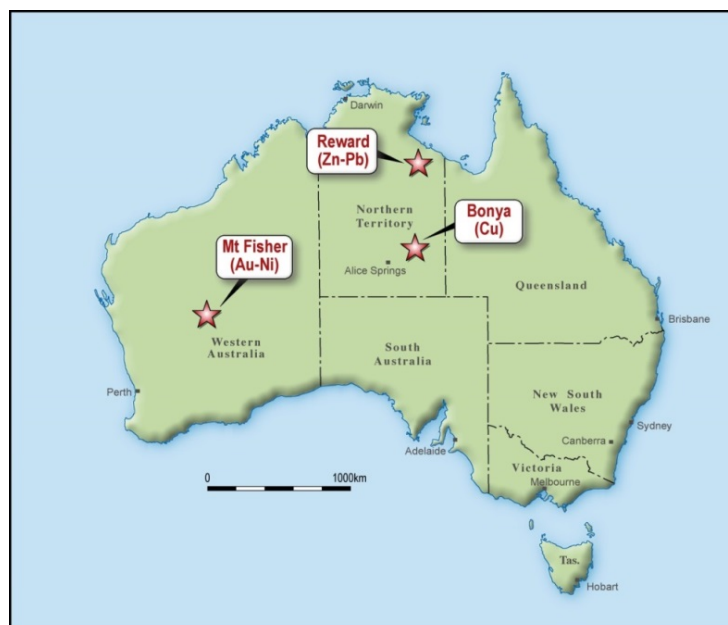 Darwin
Reward
(Zn-Pb)
Northern
Territory
Bonya
(Cu)
Mt Fisher
(Au-Ni)
Alice Springs
Queensland
Western
Australia
South
Australia
Brisbane
Perth
New South
Wales
Sydney
Canberra
Adelaide
Victoria
Melbourne
0 1000km
Tas.
Hobart